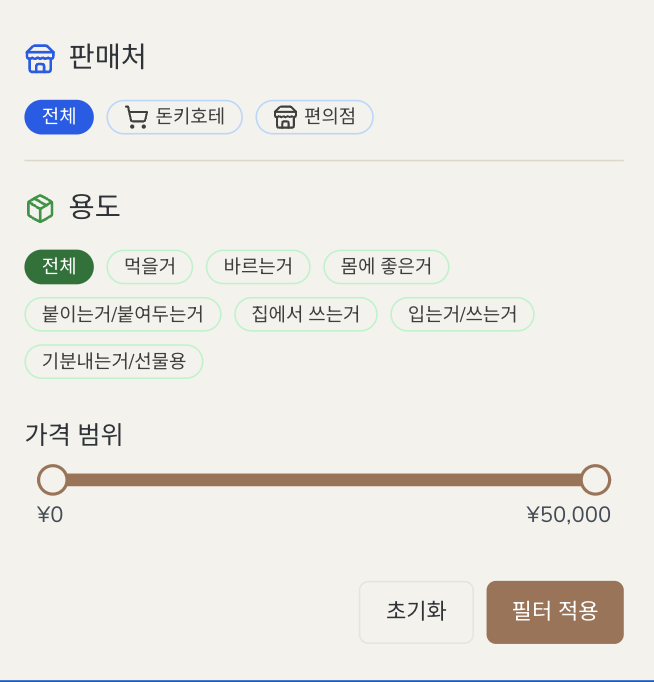 판매처
전체 돈키호테 편의점
용도
전체 먹을거 바르는거 몸에 좋은거
붙이는거/붙여두는거 집에서 쓰는거 입는거/쓰는거
기분내는거/선물용
가격 범위
¥0 ¥50,000
초기화 필터 적용